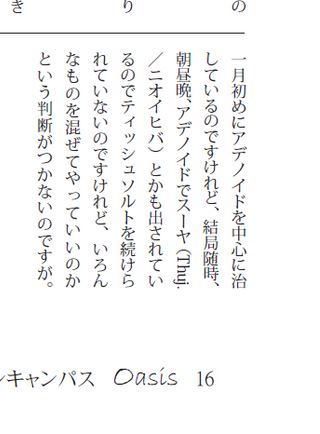 の
り
き
一月初めにアデノイドを中心に治
しているのですけれど、結局随時、
朝昼晩、アデノイドでスーヤ（Thuj.
／ニオイヒバ）とかも出されてい
るのでティッシュソルトを続けら
れていないのですけれど、いろん
なものを混ぜてやっていいのか
という判断がつかないのですが。
ンキャンパス Oasis 16